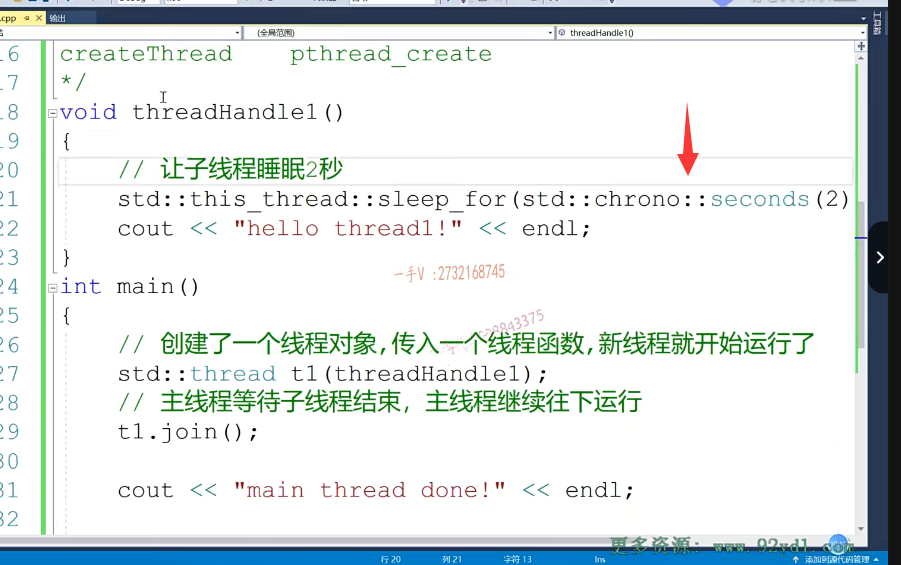 .cpp 输出
(全局范围) threadHandle1()
16 createThread pthread_create
17 */
18 void threadHandle1()
19 {
20 // 让子线程睡眠2秒
21 std::this_thread::sleep_for(std::chrono::seconds(2)
22 cout << "hello thread1!" << endl;
23 }
一手V :2732168745
24 int main()
25 {
26 // 创建了一个线程对象,传入一个线程函数,新线程就开始运行了
27 std::thread t1(threadHandle1);
28 // 主线程等待子线程结束，主线程继续往下运行
29 t1.join();
30
31 cout << "main thread done!" << endl;
32
更多资源：www.92yd1.com
行 20 列 21 字符 13 Ins 添加到源代码管理